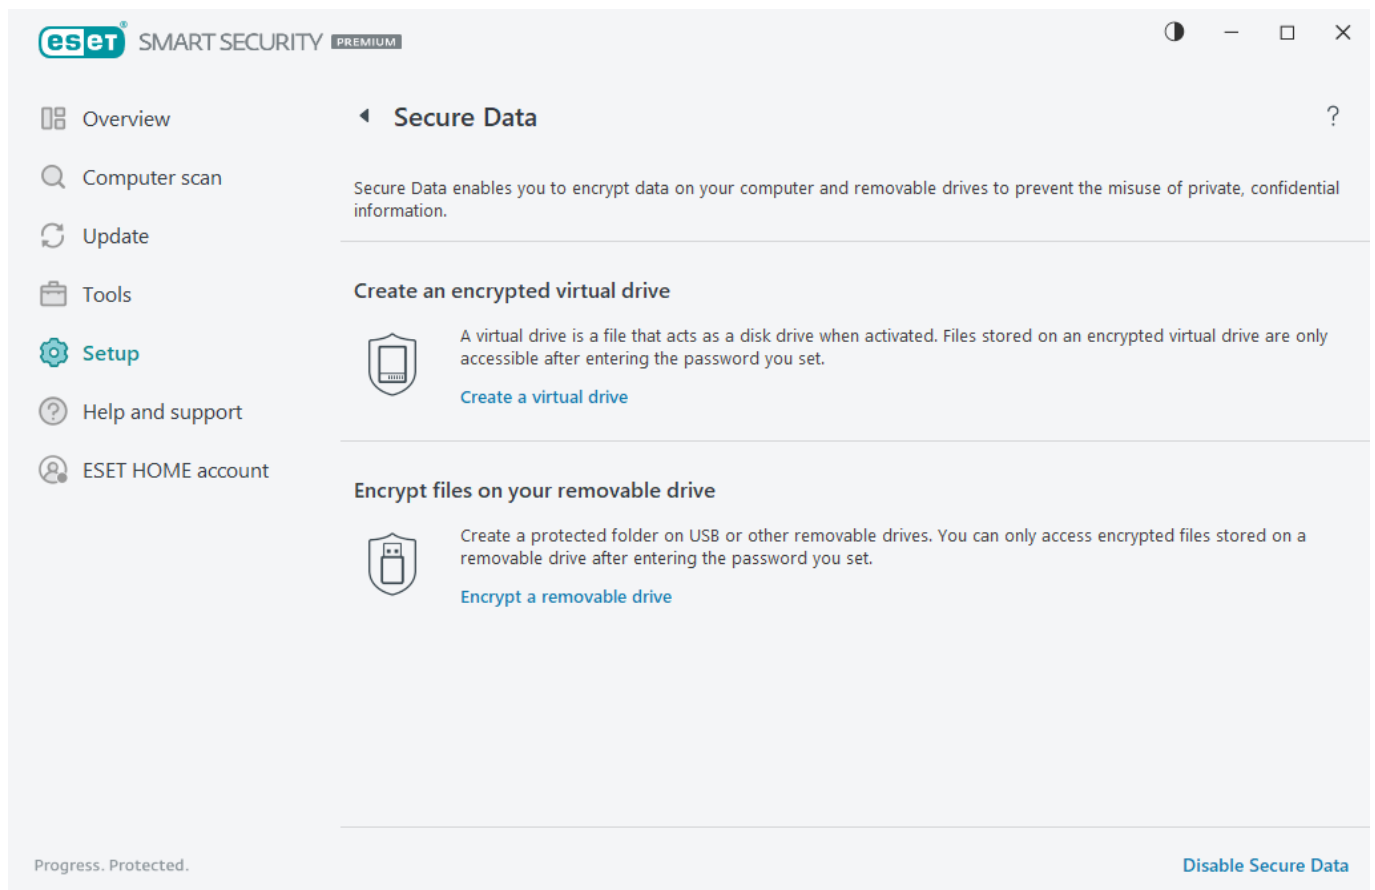 eset® SMART SECURITY PREMIUM
Overview
Computer scan
Update
Tools
Setup
Help and support
ESET HOME account
Secure Data
?
Secure Data enables you to encrypt data on your computer and removable drives to prevent the misuse of private, confidential
information.
Create an encrypted virtual drive
A virtual drive is a file that acts as a disk drive when activated. Files stored on an encrypted virtual drive are only
accessible after entering the password you set.
Create a virtual drive
Encrypt files on your removable drive
Create a protected folder on USB or other removable drives. You can only access encrypted files stored on a
removable drive after entering the password you set.
Encrypt a removable drive
Progress. Protected.
Disable Secure Data